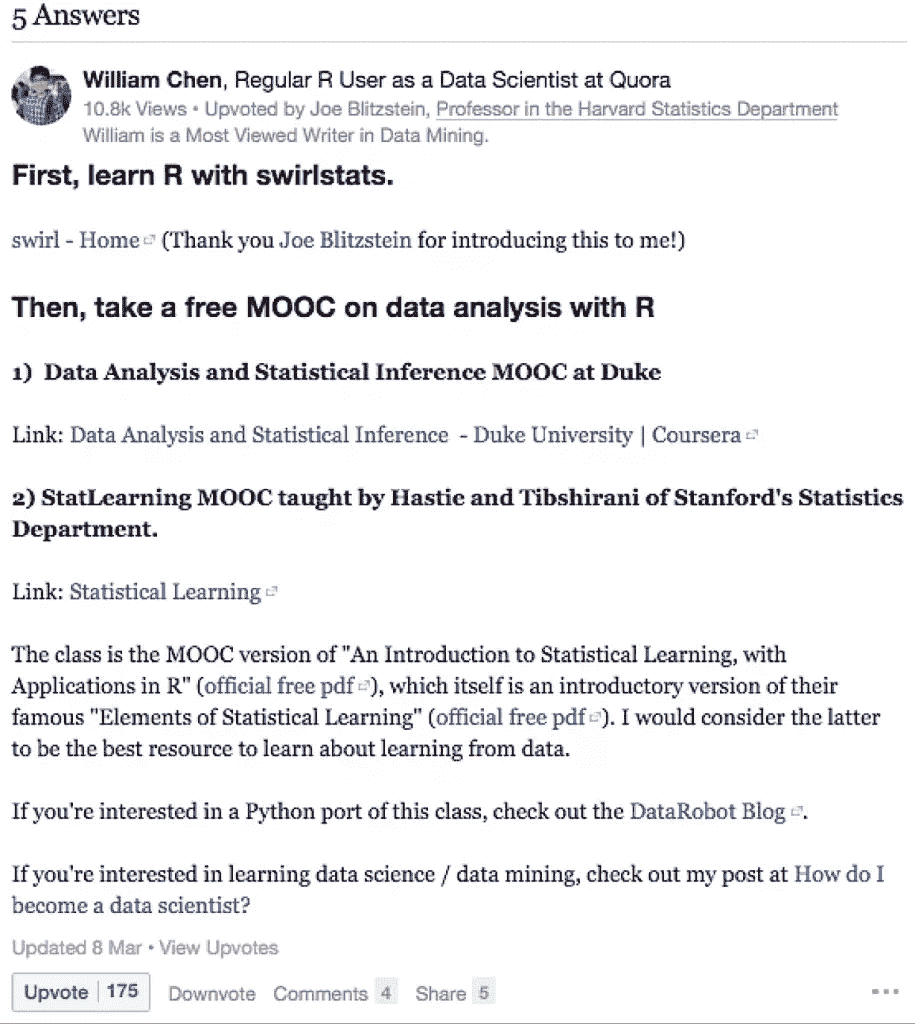 5 Answers
William Chen, Regular R User as a Data Scientist at Quora
10.8k Views • Upvoted by Joe Blitzstein, Professor in the Harvard Statistics Department
William is a Most Viewed Writer in Data Mining.
First, learn R with swirlstats.
swirl - Home (Thank you Joe Blitzstein for introducing this to me!)
Then, take a free MOOC on data analysis with R
1) Data Analysis and Statistical Inference MOOC at Duke
Link: Data Analysis and Statistical Inference - Duke University | Coursera
2) StatLearning MOOC taught by Hastie and Tibshirani of Stanford's Statistics
Department.
Link: Statistical Learning
The class is the MOOC version of "An Introduction to Statistical Learning, with
Applications in R" (official free pdf), which itself is an introductory version of their
famous "Elements of Statistical Learning" (official free pdf). I would consider the latter
to be the best resource to learn about learning from data.
If you're interested in a Python port of this class, check out the DataRobot Blog.
If you're interested in learning data science / data mining, check out my post at How do I
become a data scientist?
Updated 8 Mar • View Upvotes
Upvote | 175 Downvote Comments 4 Share 5